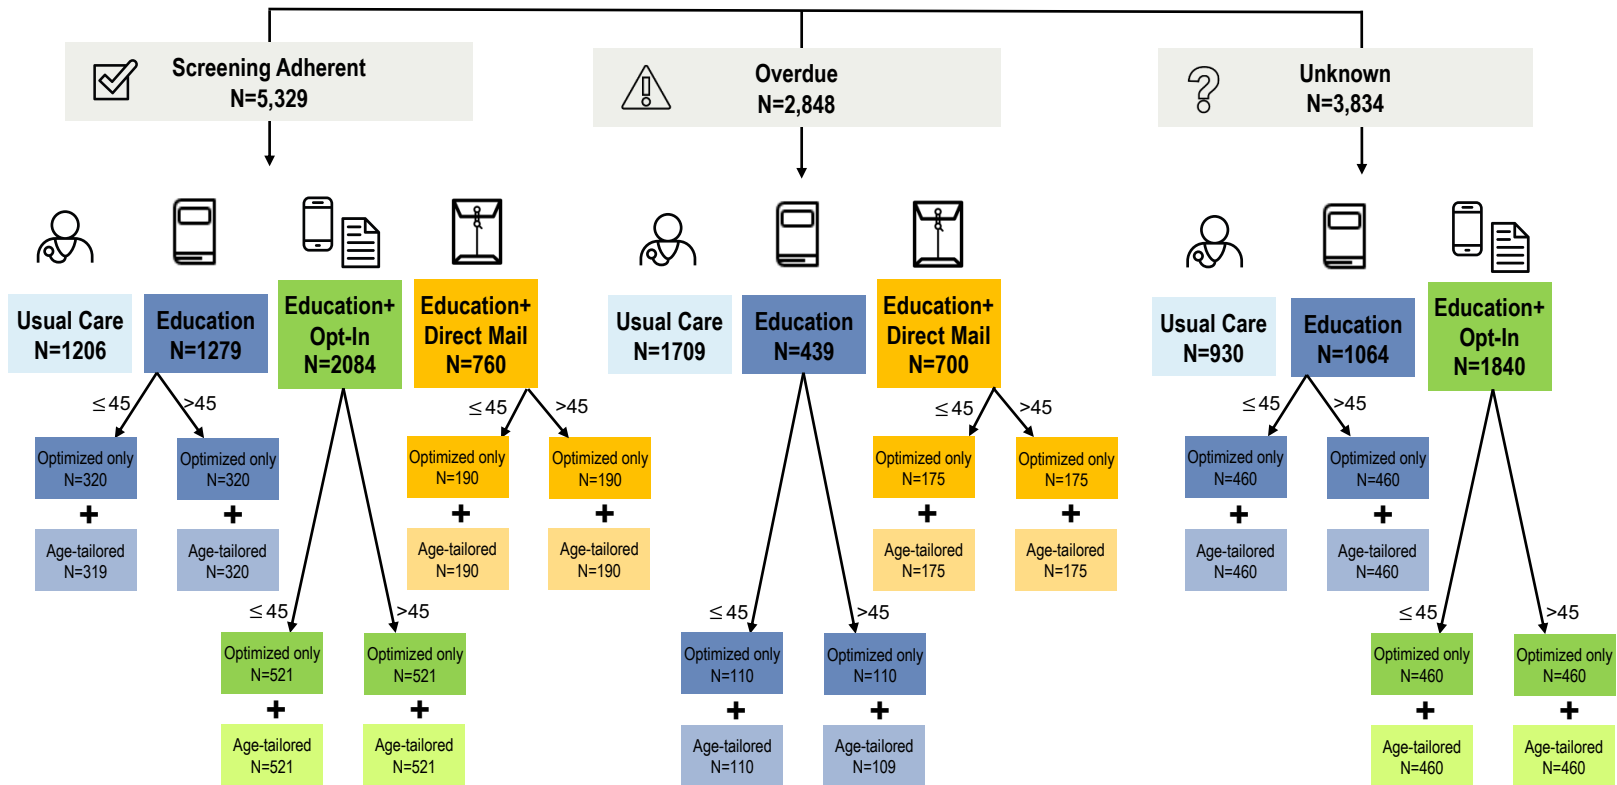 Screening Adherent
N=5,329
Overdue
N=2,848
Unknown
N=3,834
Usual Care
N=1206
Education
N=1279
Education+
Opt-In
N=2084
Education+
Direct Mail
N=760
Usual Care
N=1709
Education
N=439
Education+
Direct Mail
N=700
Usual Care
N=930
Education
N=1064
Education+
Opt-In
N=1840
≤ 45
>45
Optimized only
N=320
Optimized only
N=320
+
+
Age-tailored
N=319
Age-tailored
N=320
≤ 45
>45
Optimized only
N=521
Optimized only
N=521
+
+
Age-tailored
N=521
Age-tailored
N=521
≤ 45
>45
Optimized only
N=190
Optimized only
N=190
+
+
Age-tailored
N=190
Age-tailored
N=190
≤ 45
>45
Optimized only
N=110
Optimized only
N=110
+
+
Age-tailored
N=110
Age-tailored
N=109
≤ 45
>45
Optimized only
N=175
Optimized only
N=175
+
+
Age-tailored
N=175
Age-tailored
N=175
≤ 45
>45
Optimized only
N=460
Optimized only
N=460
+
+
Age-tailored
N=460
Age-tailored
N=460
≤ 45
>45
Optimized only
N=460
Optimized only
N=460
+
+
Age-tailored
N=460
Age-tailored
N=460